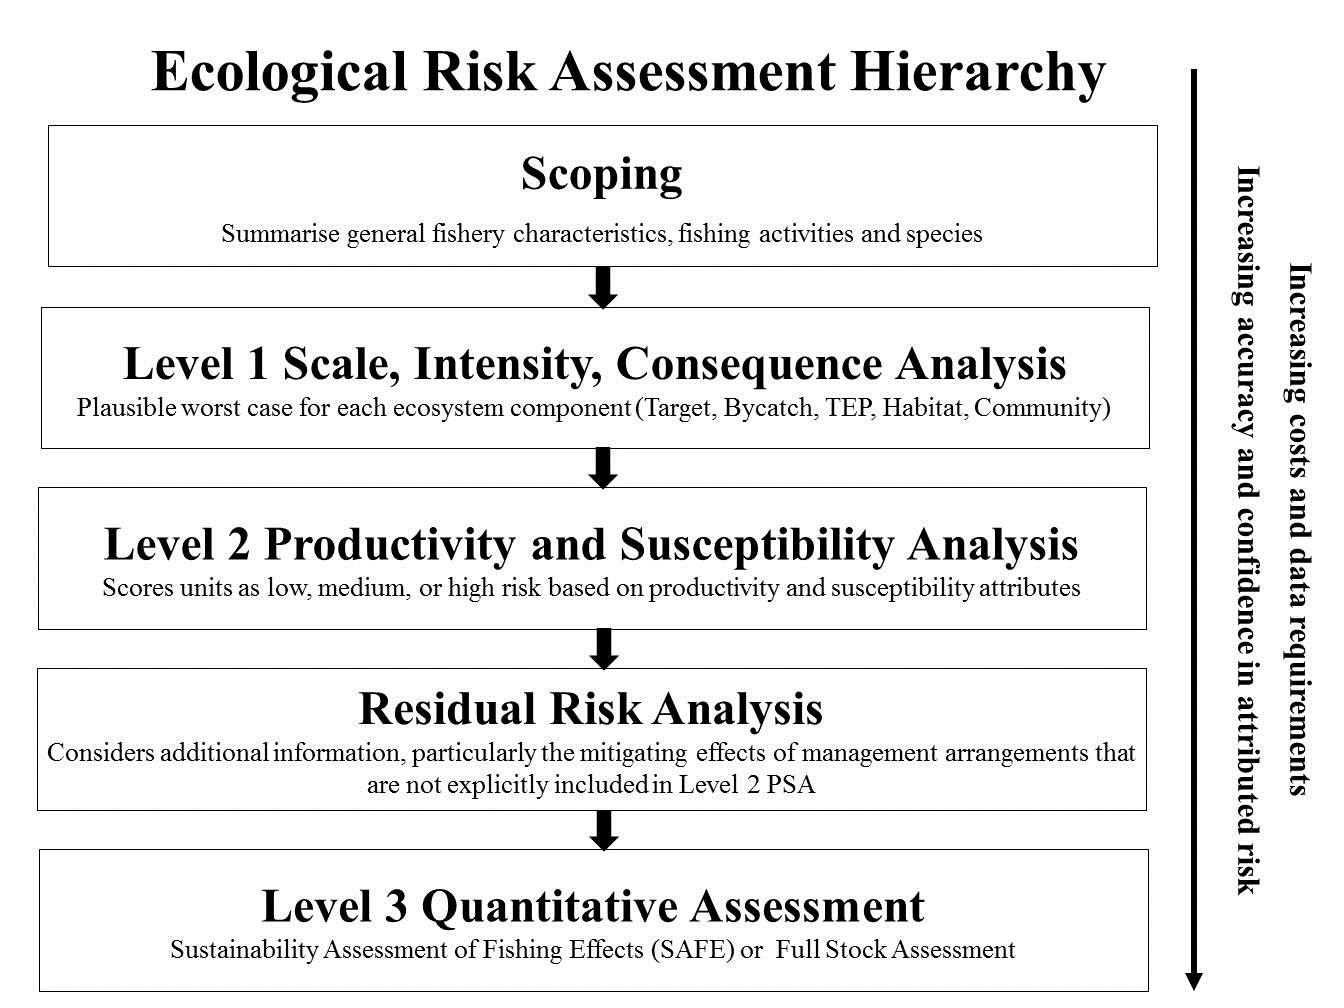 Ecological Risk Assessment Hierarchy
Scoping
Summarise general fishery characteristics, fishing activities and species
Level 1 Scale, Intensity, Consequence Analysis
Plausible worst case for each ecosystem component (Target, Bycatch, TEP, Habitat, Community)
Level 2 Productivity and Susceptibility Analysis
Scores units as low, medium, or high risk based on productivity and susceptibility attributes
Residual Risk Analysis
Considers additional information, particularly the mitigating effects of management arrangements that
are not explicitly included in Level 2 PSA
Level 3 Quantitative Assessment
Sustainability Assessment of Fishing Effects (SAFE) or Full Stock Assessment
Increasing costs and data requirements
Increasing accuracy and confidence in attributed risk